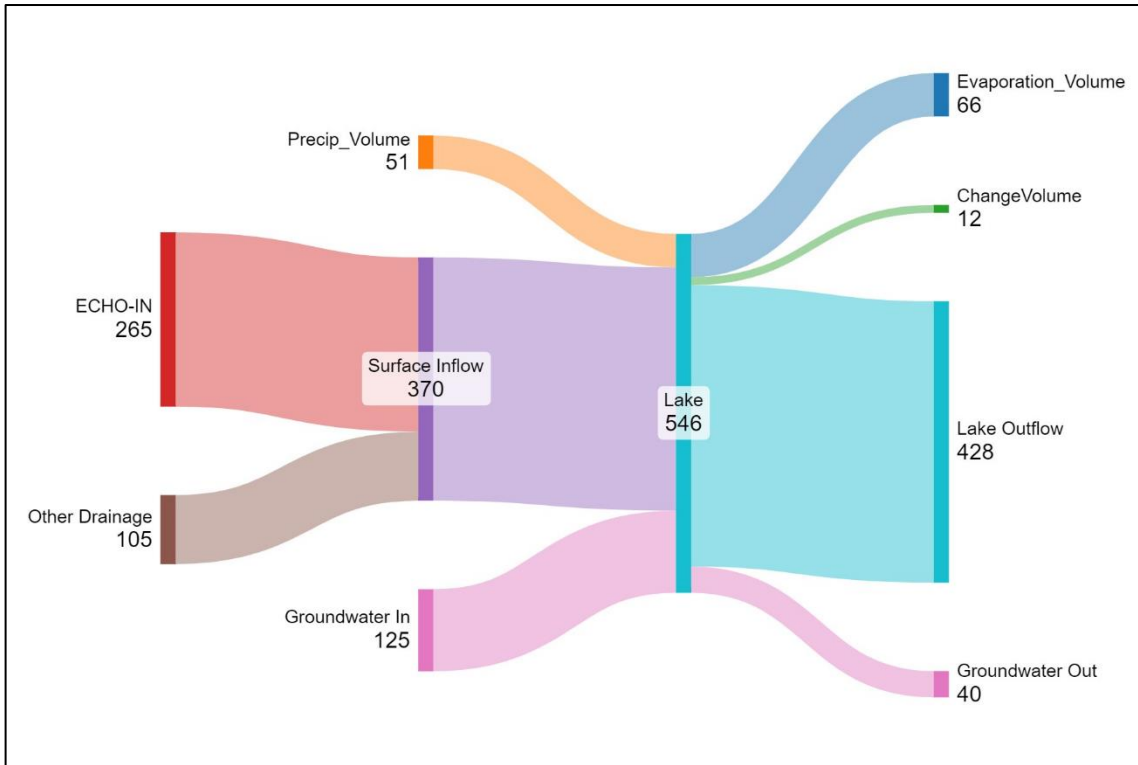 Evaporation_Volume
66
Precip_Volume
51
ChangeVolume
12
ECHO-IN
265
Surface Inflow
370
Lake
546
Lake Outflow
428
Other Drainage
105
Groundwater In
125
Groundwater Out
40